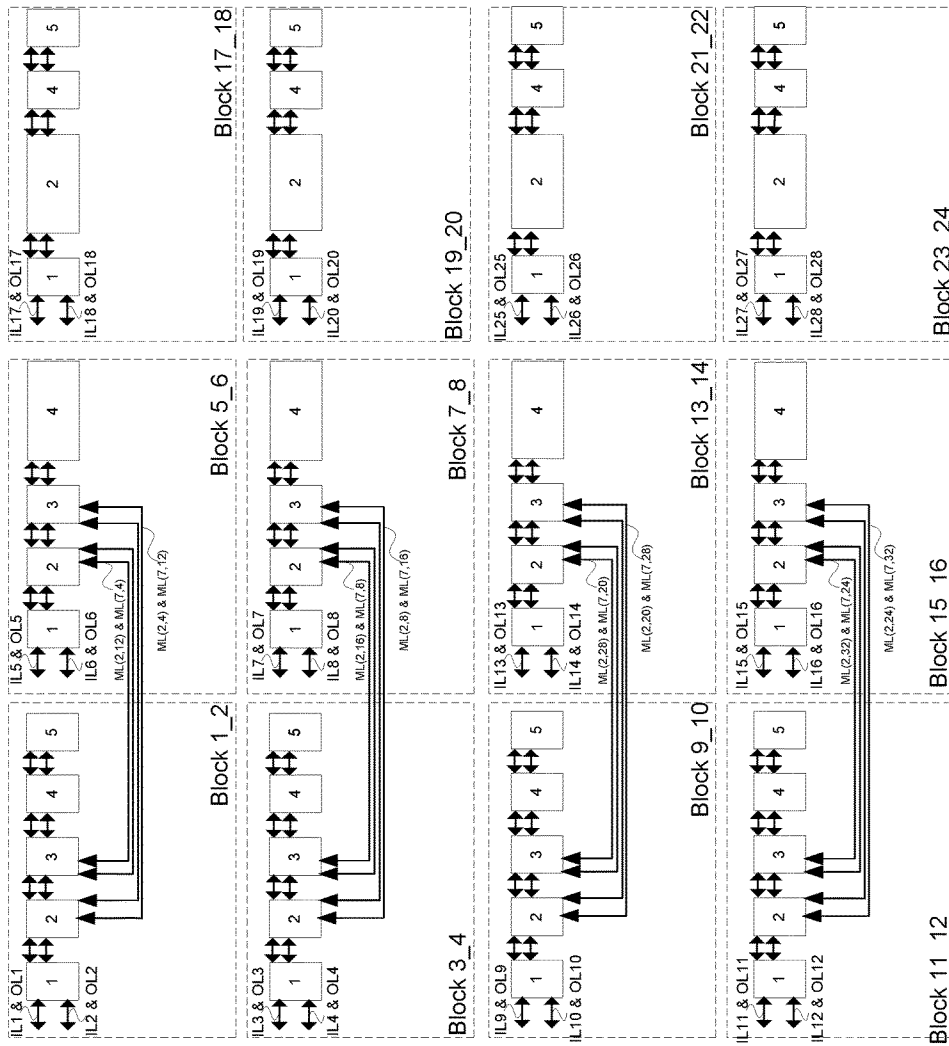 IL1 & OL1
1
2
3
4
5
IL2 & OL2
Block 1_2
IL5 & OL5
1
2
3
4
IL6 & OL6
ML(2,12) & ML(7,4)
ML(2,4) & ML(7,12)
Block 5_6
IL17 & OL17
1
2
4
5
IL18 & OL18
Block 17_18
IL3 & OL3
1
2
3
4
5
IL4 & OL4
Block 3_4
IL7 & OL7
1
2
3
4
IL8 & OL8
ML(2,16) & ML(7,8)
ML(2,8) & ML(7,16)
Block 7_8
IL19 & OL19
1
2
4
5
IL20 & OL20
Block 19_20
IL9 & OL9
1
2
3
4
5
IL10 & OL10
Block 9_10
IL13 & OL13
1
2
3
4
IL14 & OL14
ML(2,28) & ML(7,20)
ML(2,20) & ML(7,28)
Block 13_14
IL25 & OL25
1
2
4
5
IL26 & OL26
Block 21_22
IL11 & OL11
1
2
3
4
5
IL12 & OL12
Block 11_12
IL15 & OL15
1
2
3
4
IL16 & OL16
ML(2,32) & ML(7,24)
ML(2,24) & ML(7,32)
Block 15_16
IL27 & OL27
1
2
4
5
IL28 & OL28
Block 23_24